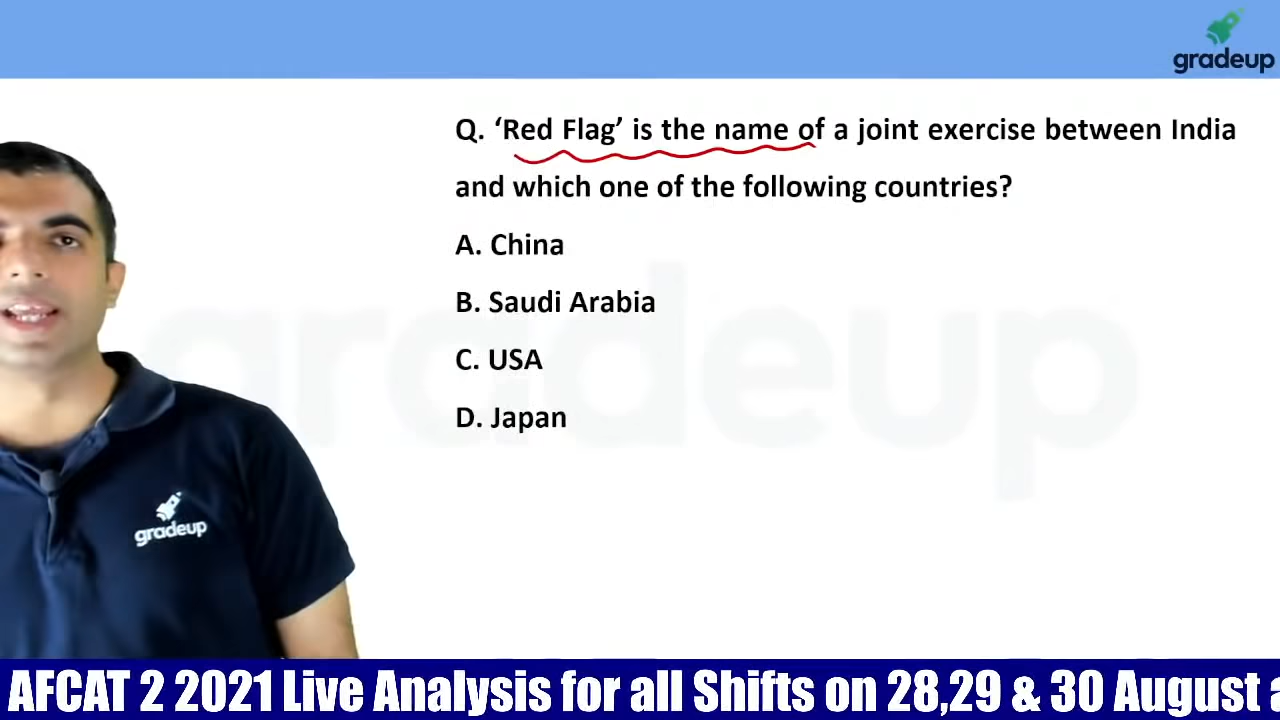 gradeup
Q. ‘Red Flag’ is the name of a joint exercise between India
and which one of the following countries?
A. China
B. Saudi Arabia
C. USA
D. Japan
gradeup
gradeup
AFCAT 2 2021 Live Analysis for all Shifts on 28,29 & 30 August